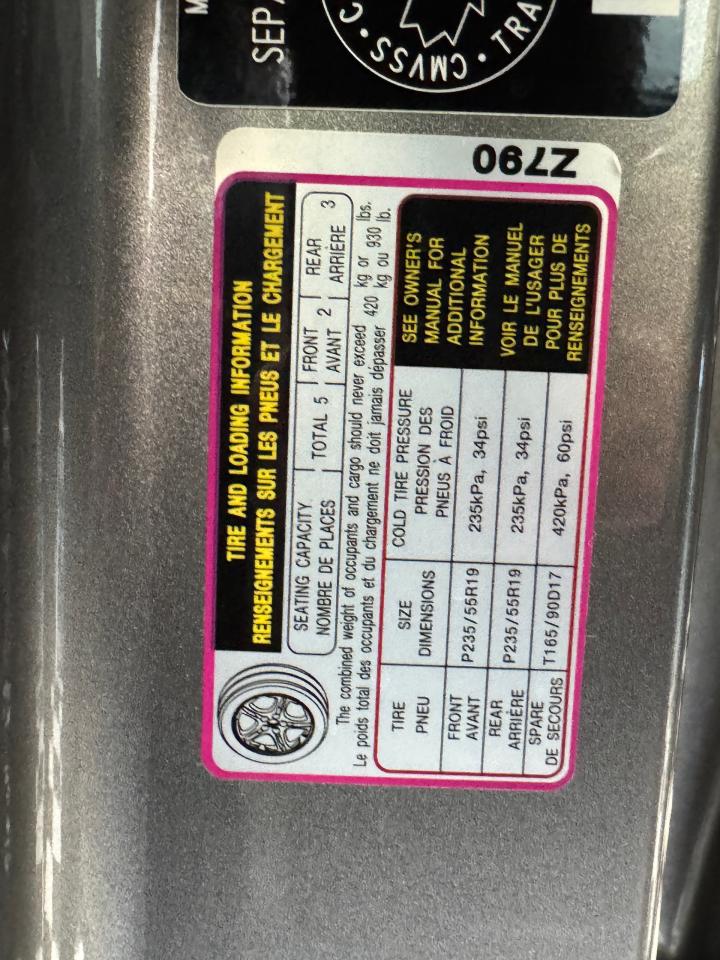 M
SEPA
CMVSS • TRA
Z790
TIRE AND LOADING INFORMATION
RENSEIGNEMENTS SUR LES PNEUS ET LE CHARGEMENT
SEATING CAPACITY TOTAL 5 FRONT 2 REAR 3
NOMBRE DE PLACES AVANT ARRIÈRE
The combined weight of occupants and cargo should never exceed 420 kg or 930 lbs.
Le poids total des occupants et du chargement ne doit jamais dépasser kg ou 930 lb.
TIRE SIZE COLD TIRE PRESSURE
PNEU DIMENSIONS PRESSION DES
PNEUS A FROID
FRONT
AVANT P235/55R19 235kPa, 34psi
REAR
ARRIÈRE P235/55R19 235kPa, 34psi
SPARE
DE SECOURS T165/90D17 420kPa, 60psi
SEE OWNER'S
MANUAL FOR
ADDITIONAL
INFORMATION
VOIR LE MANUEL
DE L'USAGER
POUR PLUS DE
RENSEIGNEMENTS